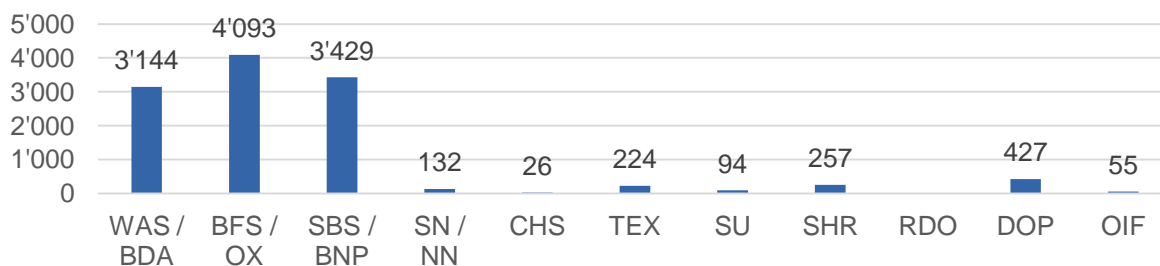 5'000
4'000
3'000
2'000
1'000
0
3'144
4'093
3'429
132
26
224
94
257
427
55
WAS /
BDA
BFS /
OX
SBS /
BNP
SN /
NN
CHS
TEX
SU
SHR
RDO
DOP
OIF